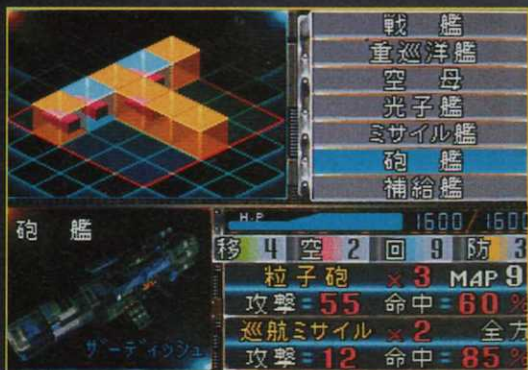 戦 艦
重巡洋艦
空 母
光子艦
ミサイル艦
砲 艦
補給艦
砲 艦
ザーディッシュ
H.P 1600/1600
移 4 空 2 回 9 防 3
粒子砲 ×3 MAP 9
攻撃=55 命中=60%
巡航ミサイル ×2 全方
攻撃=12 命中=85%